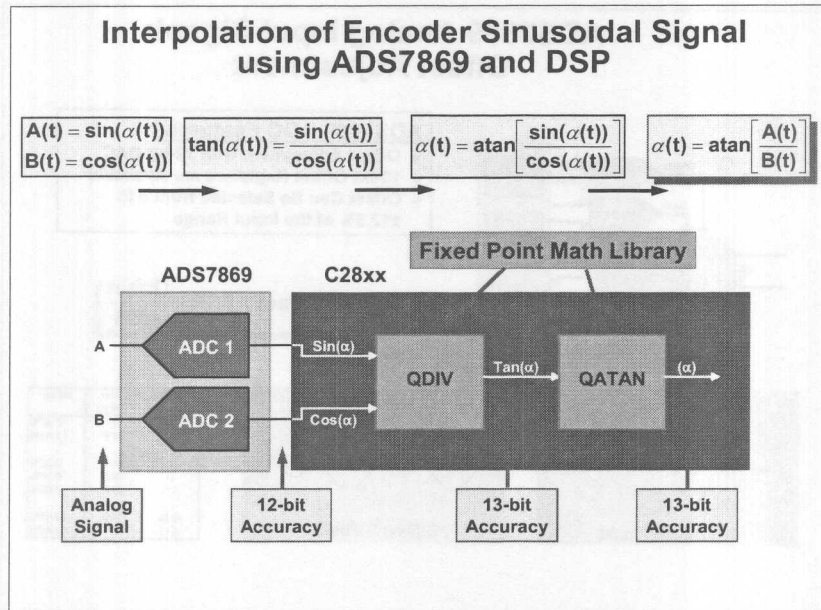 Interpolation of Encoder Sinusoidal Signal
using ADS7869 and DSP
A(t) = sin(α(t))
B(t) = cos(α(t))
tan(α(t)) = sin(α(t)) / cos(α(t))
α(t) = atan[sin(α(t)) / cos(α(t))]
α(t) = atan[A(t) / B(t)]
Fixed Point Math Library
ADS7869
C28xx
A
ADC 1
Sin(α)
QDIV
Tan(α)
QATAN
(α)
B
ADC 2
Cos(α)
Analog
Signal
12-bit
Accuracy
13-bit
Accuracy
13-bit
Accuracy